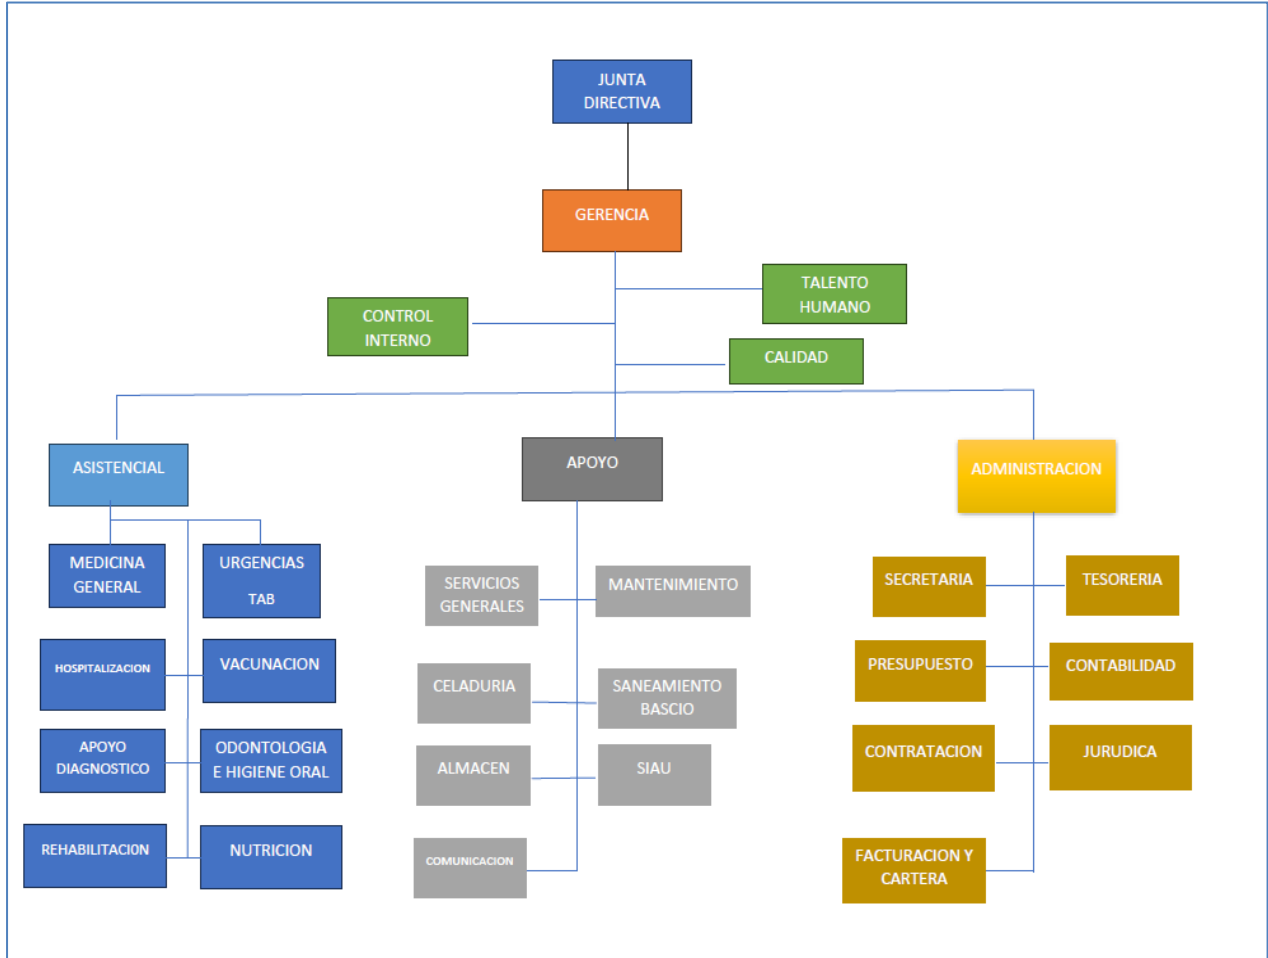 JUNTA
DIRECTIVA
GERENCIA
TALENTO
HUMANO
CONTROL
INTERNO
CALIDAD
ASISTENCIAL
APOYO
ADMINISTRACION
MEDICINA
GENERAL
URGENCIAS
TAB
HOSPITALIZACION
VACUNACION
APOYO
DIAGNOSTICO
ODONTOLOGIA
E HIGIENE ORAL
REHABILITACI0N
NUTRICION
SERVICIOS
GENERALES
MANTENIMIENTO
CELADURIA
SANEAMIENTO
BASCIO
ALMACEN
SIAU
COMUNICACION
SECRETARIA
TESORERIA
PRESUPUESTO
CONTABILIDAD
CONTRATACION
JURUDICA
FACTURACION Y
CARTERA